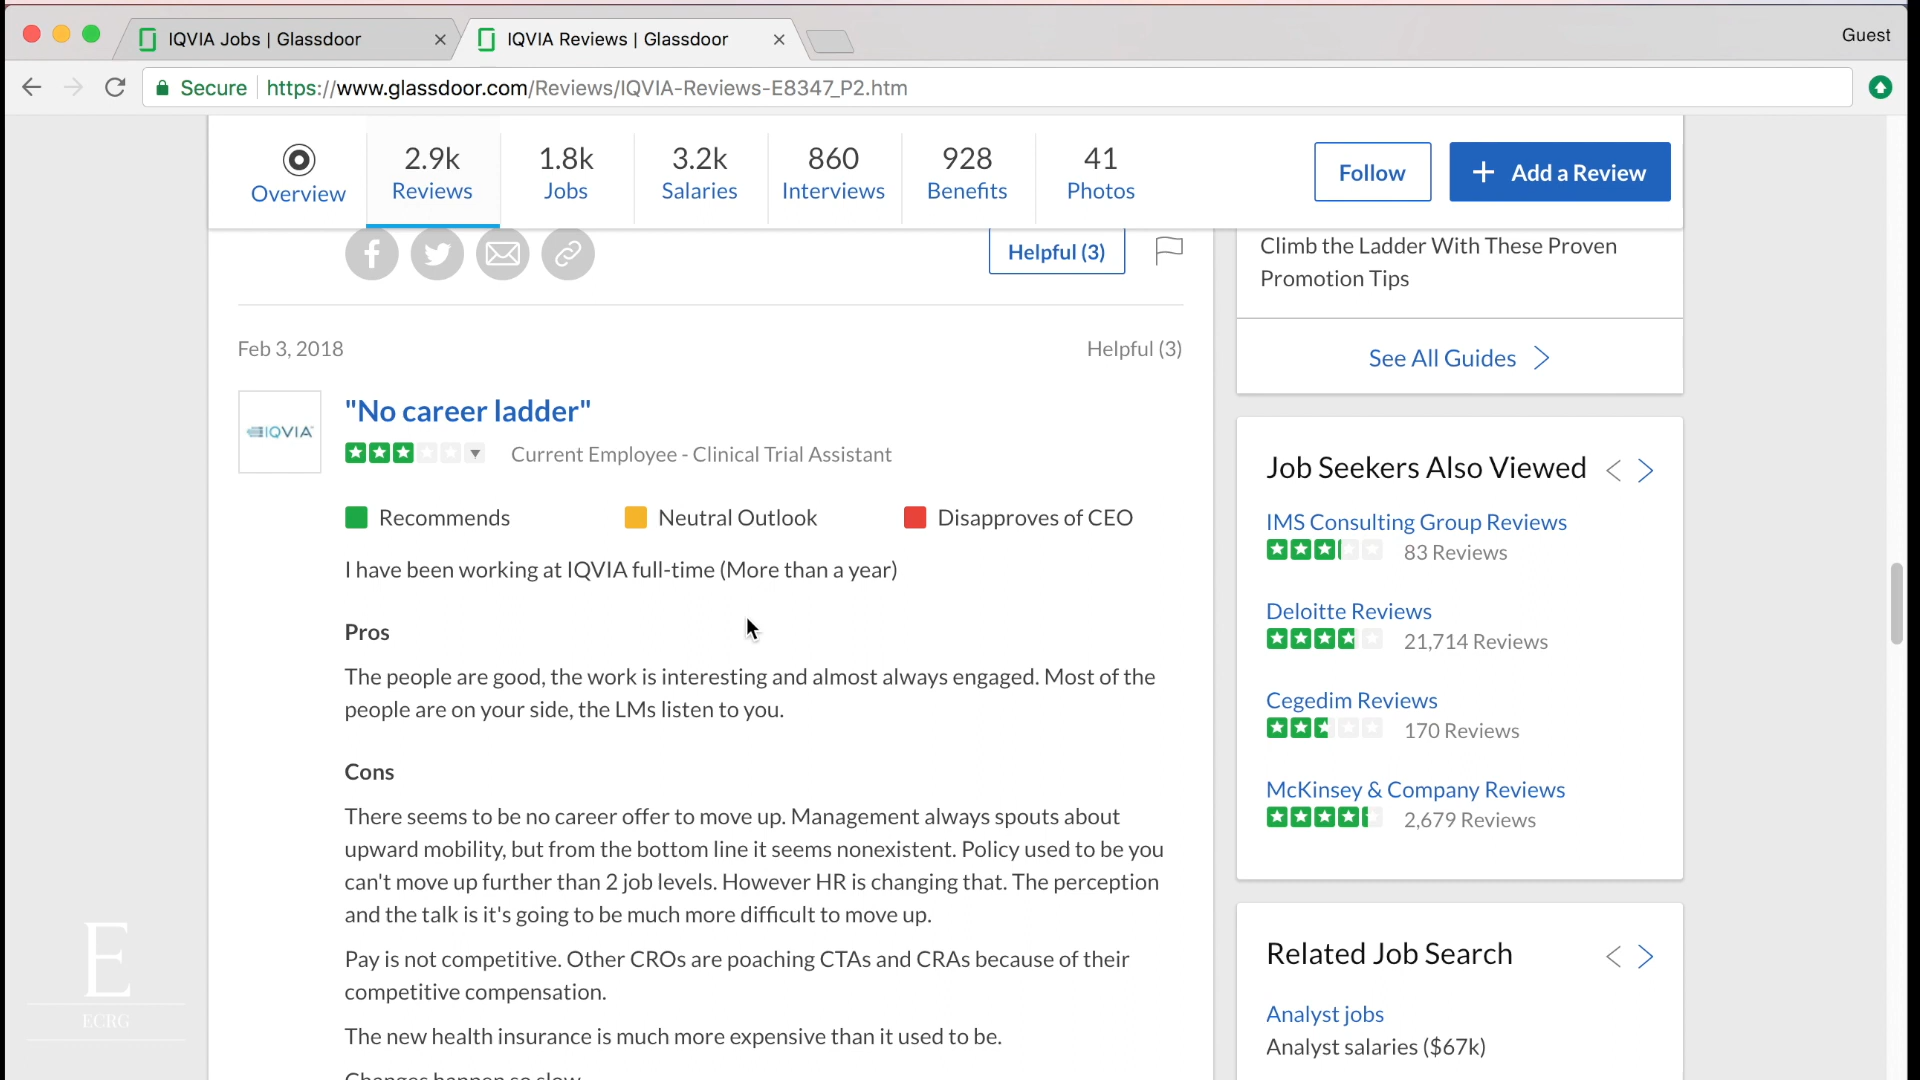 IQVIA Jobs | Glassdoor
IQVIA Reviews | Glassdoor
Guest
Secure
https://www.glassdoor.com/Reviews/IQVIA-Reviews-E8347_P2.htm
Overview
2.9k
Reviews
1.8k
Jobs
3.2k
Salaries
860
Interviews
928
Benefits
41
Photos
Follow
+ Add a Review
Helpful (3)
Feb 3, 2018
Helpful (3)
IQVIA
"No career ladder"
Current Employee - Clinical Trial Assistant
Recommends
Neutral Outlook
Disapproves of CEO
I have been working at IQVIA full-time (More than a year)
Pros
The people are good, the work is interesting and almost always engaged. Most of the
people are on your side, the LMs listen to you.
Cons
There seems to be no career offer to move up. Management always spouts about
upward mobility, but from the bottom line it seems nonexistent. Policy used to be you
can't move up further than 2 job levels. However HR is changing that. The perception
and the talk is it's going to be much more difficult to move up.
Pay is not competitive. Other CROs are poaching CTAs and CRAs because of their
competitive compensation.
The new health insurance is much more expensive than it used to be.
Changes happen so slow
Climb the Ladder With These Proven
Promotion Tips
See All Guides
Job Seekers Also Viewed
IMS Consulting Group Reviews
83 Reviews
Deloitte Reviews
21,714 Reviews
Cegedim Reviews
170 Reviews
McKinsey & Company Reviews
2,679 Reviews
Related Job Search
Analyst jobs
Analyst salaries ($67k)
E
ECRG